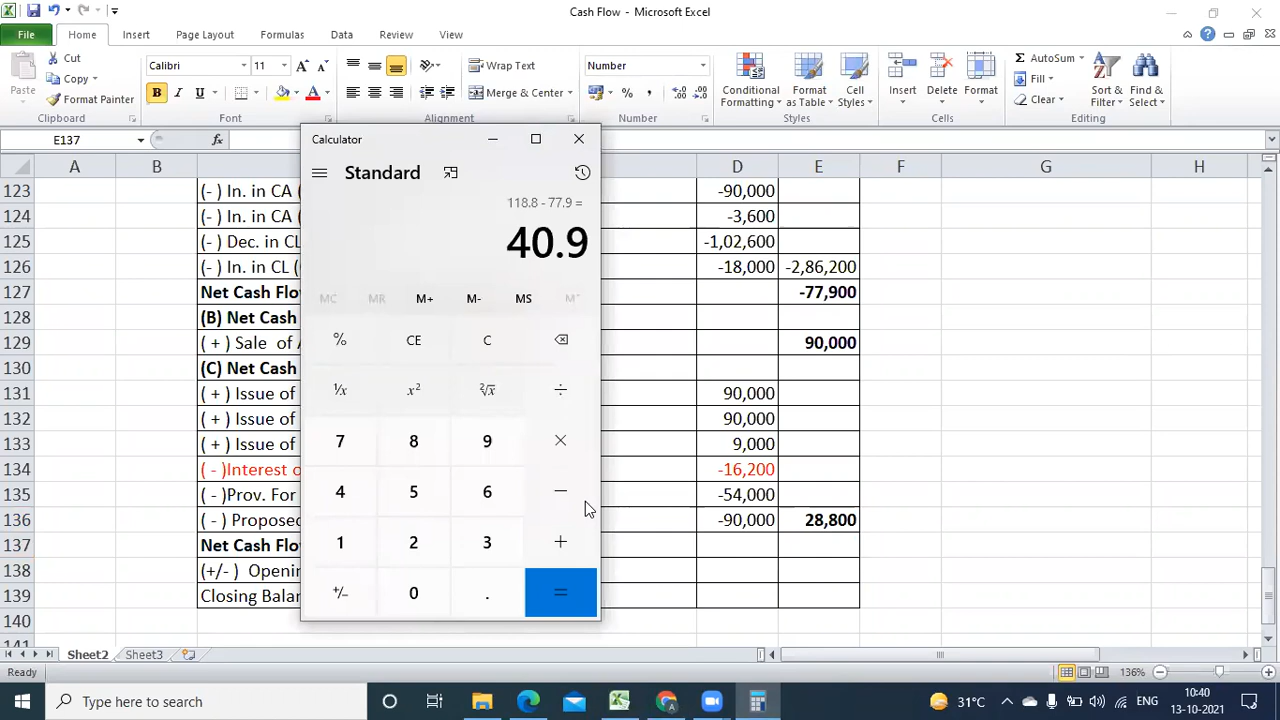 Cash Flow - Microsoft Excel
File Home Insert Page Layout Formulas Data Review View
Paste Cut Copy Format Painter Clipboard
Calibri 11 B I U A A A Font
Wrap Text Merge & Center Alignment
Number % , Number
Conditional Formatting Format as Table Cell Styles Styles
Insert Delete Format Cells
Σ AutoSum Fill Clear Sort & Filter Find & Select Editing
E137 fx
A B D E F G H
123 (- ) In. in CA ( -90,000
124 (- ) In. in CA ( -3,600
125 (- ) Dec. in CL -1,02,600
126 (- ) In. in CL ( -18,000 -2,86,200
127 Net Cash Flo -77,900
128 (B) Net Cash
129 ( + ) Sale of A 90,000
130 (C) Net Cash
131 ( + ) Issue of 90,000
132 ( + ) Issue of 90,000
133 ( + ) Issue of 9,000
134 ( - )Interest o -16,200
135 ( - )Prov. For -54,000
136 ( - ) Proposed -90,000 28,800
137 Net Cash Flo
138 (+/- ) Openin
139 Closing Bala
140
141
Calculator
Standard
118.8 - 77.9 =
40.9
MC MR M+ M- MS M˅
% CE C
¹/x x² ²√x ÷
7 8 9 ×
4 5 6 −
1 2 3 +
+/− 0 . =
Sheet2 Sheet3
Ready 136%
Type here to search 31°C ENG 10:40 13-10-2021